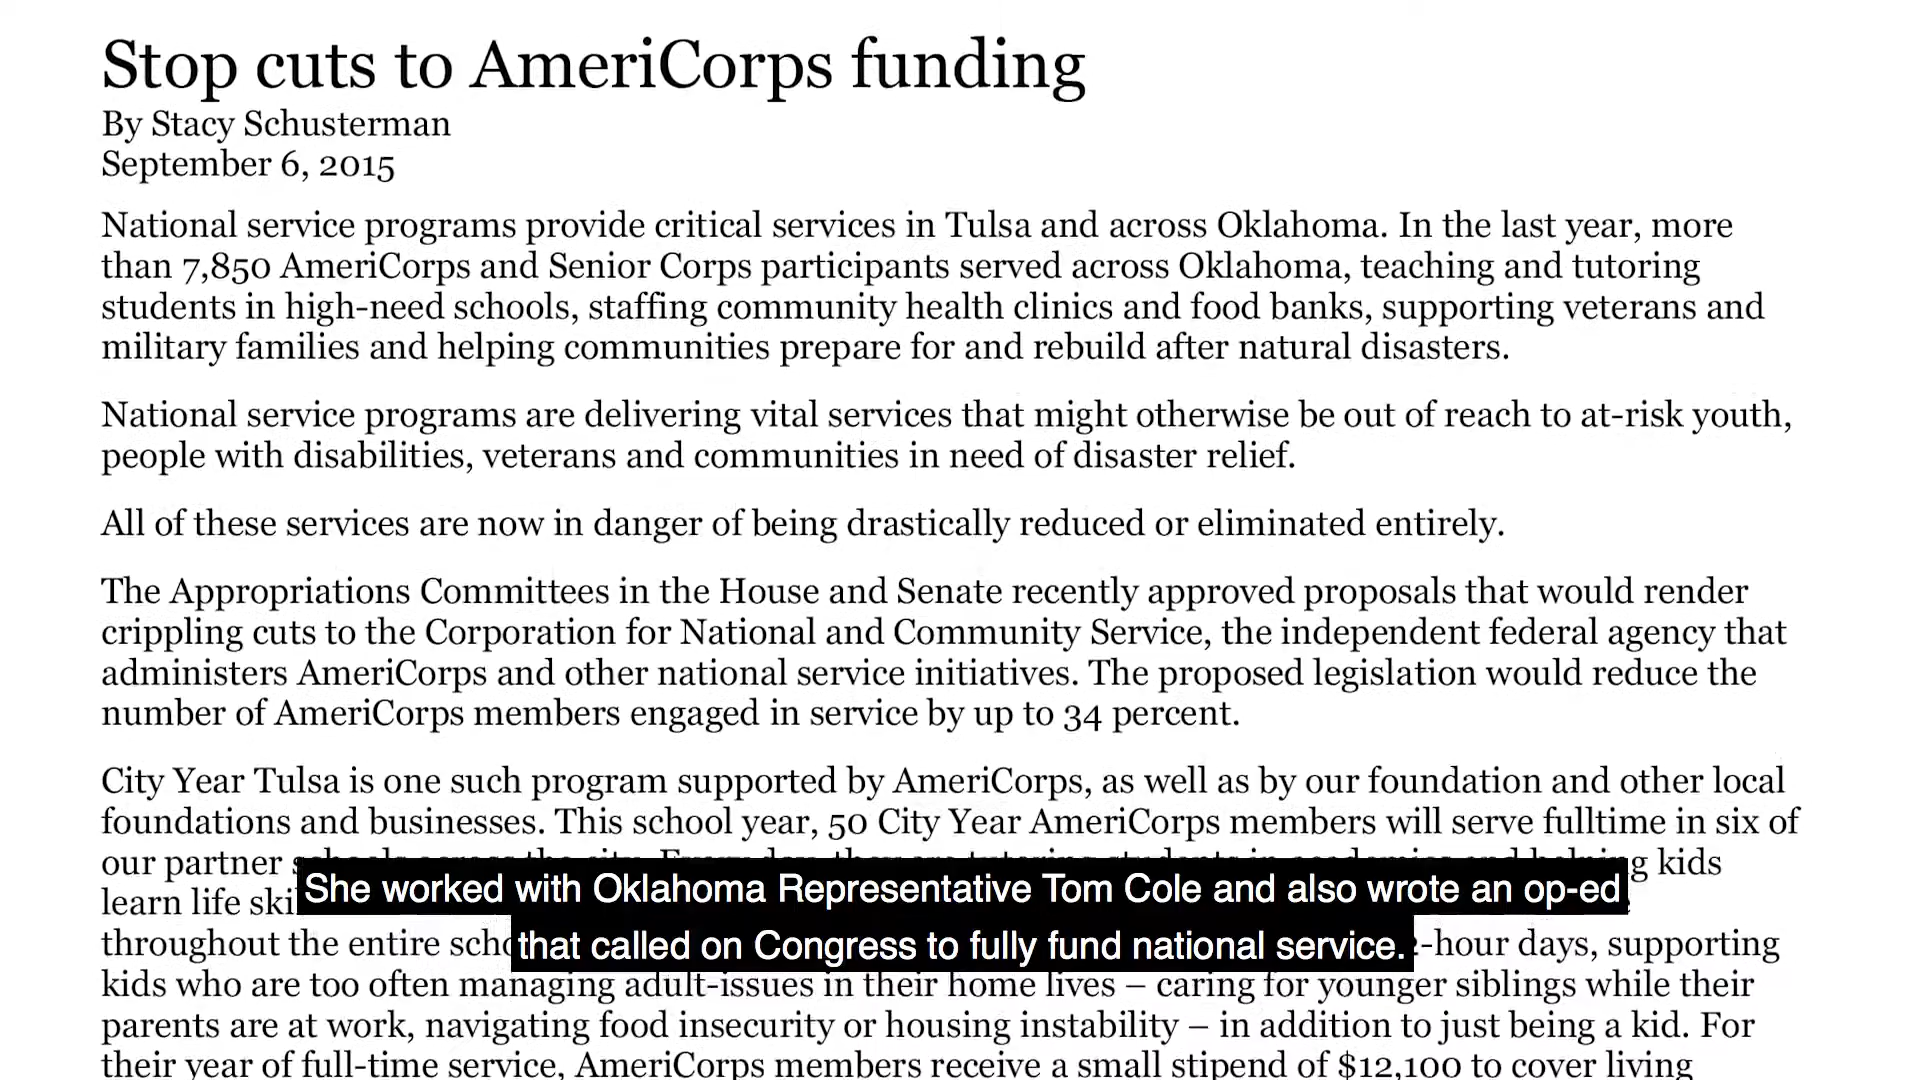 Stop cuts to AmeriCorps funding
By Stacy Schusterman
September 6, 2015
National service programs provide critical services in Tulsa and across Oklahoma. In the last year, more
than 7,850 AmeriCorps and Senior Corps participants served across Oklahoma, teaching and tutoring
students in high-need schools, staffing community health clinics and food banks, supporting veterans and
military families and helping communities prepare for and rebuild after natural disasters.
National service programs are delivering vital services that might otherwise be out of reach to at-risk youth,
people with disabilities, veterans and communities in need of disaster relief.
All of these services are now in danger of being drastically reduced or eliminated entirely.
The Appropriations Committees in the House and Senate recently approved proposals that would render
crippling cuts to the Corporation for National and Community Service, the independent federal agency that
administers AmeriCorps and other national service initiatives. The proposed legislation would reduce the
number of AmeriCorps members engaged in service by up to 34 percent.
City Year Tulsa is one such program supported by AmeriCorps, as well as by our foundation and other local
foundations and businesses. This school year, 50 City Year AmeriCorps members will serve fulltime in six of
our partner schools across the city. Every day, they are tutoring students in academics and helping kids
learn life
She worked with Oklahoma Representative Tom Cole and also wrote an op-ed
throughout the entire -hour days, supporting
that called on Congress to fully fund national service.
kids who are too often managing adult-issues in their home lives – caring for younger siblings while their
parents are at work, navigating food insecurity or housing instability – in addition to just being a kid. For
their year of full-time service, AmeriCorps members receive a small stipend of $12,100 to cover living